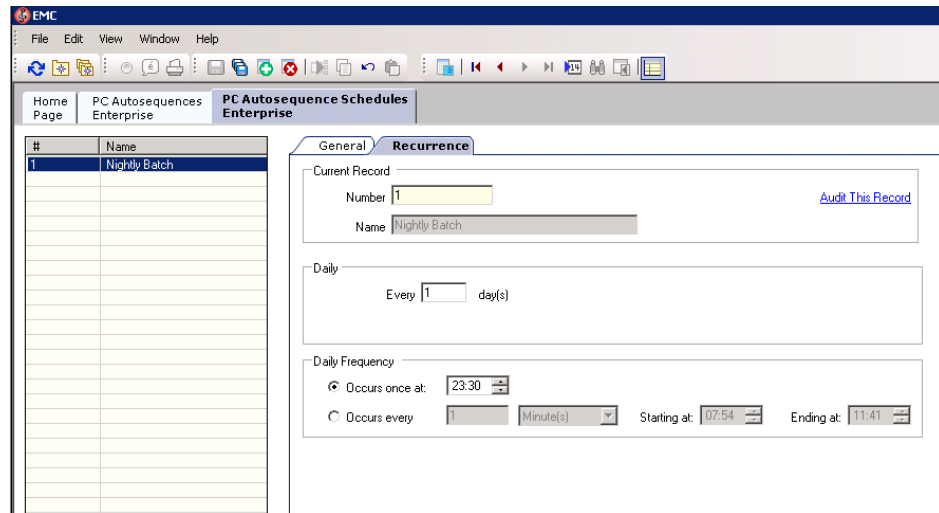 EMC
File Edit View Window Help
14
Home Page
PC Autosequences Enterprise
PC Autosequence Schedules Enterprise
# Name
1 Nightly Batch
General Recurrence
Current Record
Number 1
Audit This Record
Name Nightly Batch
Daily
Every 1 day(s)
Daily Frequency
Occurs once at: 23:30
Occurs every 1 Minute(s) Starting at: 07:54 Ending at: 11:41